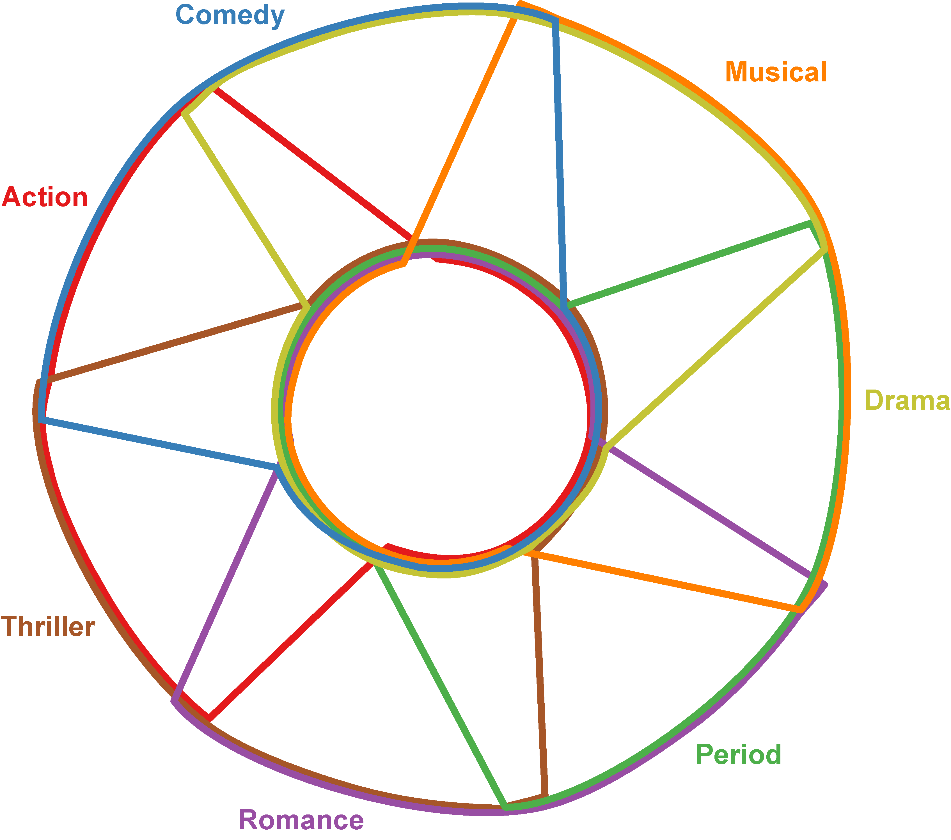 Comedy
Musical
Action
Drama
Thriller
Period
Romance